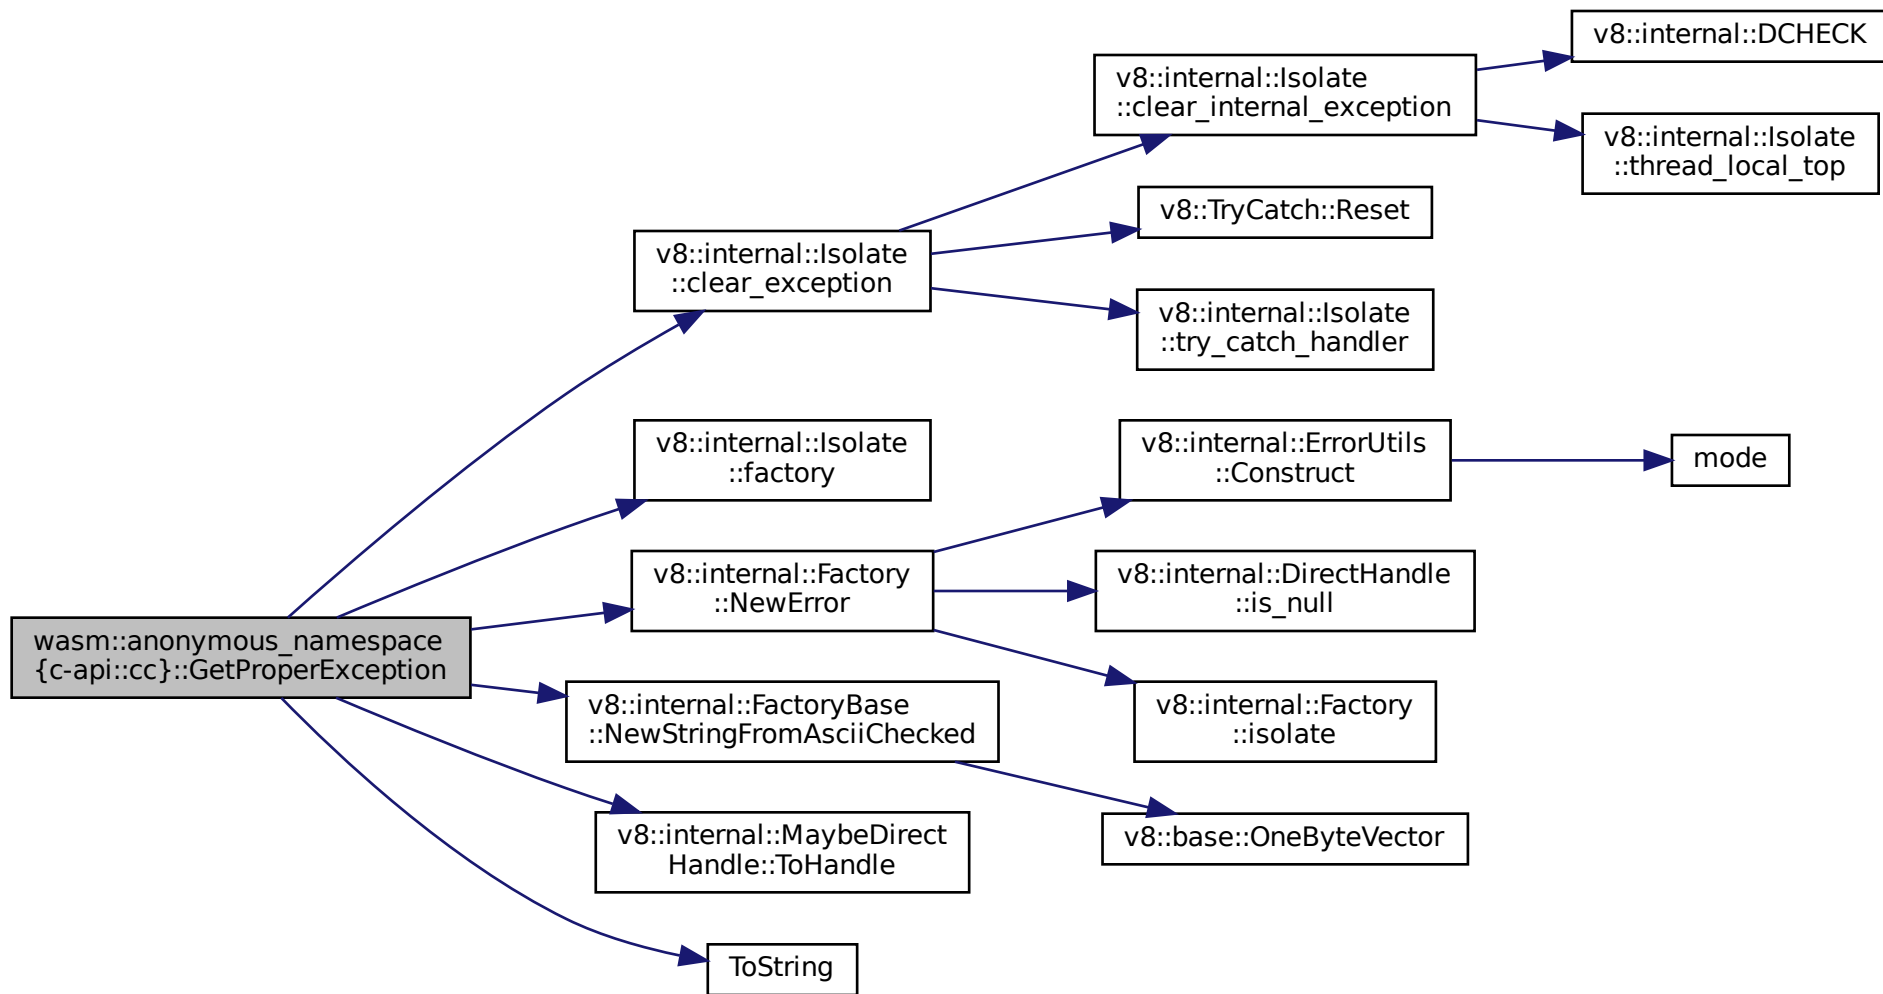 wasm::anonymous_namespace
{c-api::cc}::GetProperException
v8::internal::Isolate
::clear_exception
v8::internal::Isolate
::clear_internal_exception
v8::internal::DCHECK
v8::internal::Isolate
::thread_local_top
v8::TryCatch::Reset
v8::internal::Isolate
::try_catch_handler
v8::internal::Isolate
::factory
v8::internal::Factory
::NewError
v8::internal::ErrorUtils
::Construct
mode
v8::internal::DirectHandle
::is_null
v8::internal::Factory
::isolate
v8::internal::FactoryBase
::NewStringFromAsciiChecked
v8::base::OneByteVector
v8::internal::MaybeDirect
Handle::ToHandle
ToString